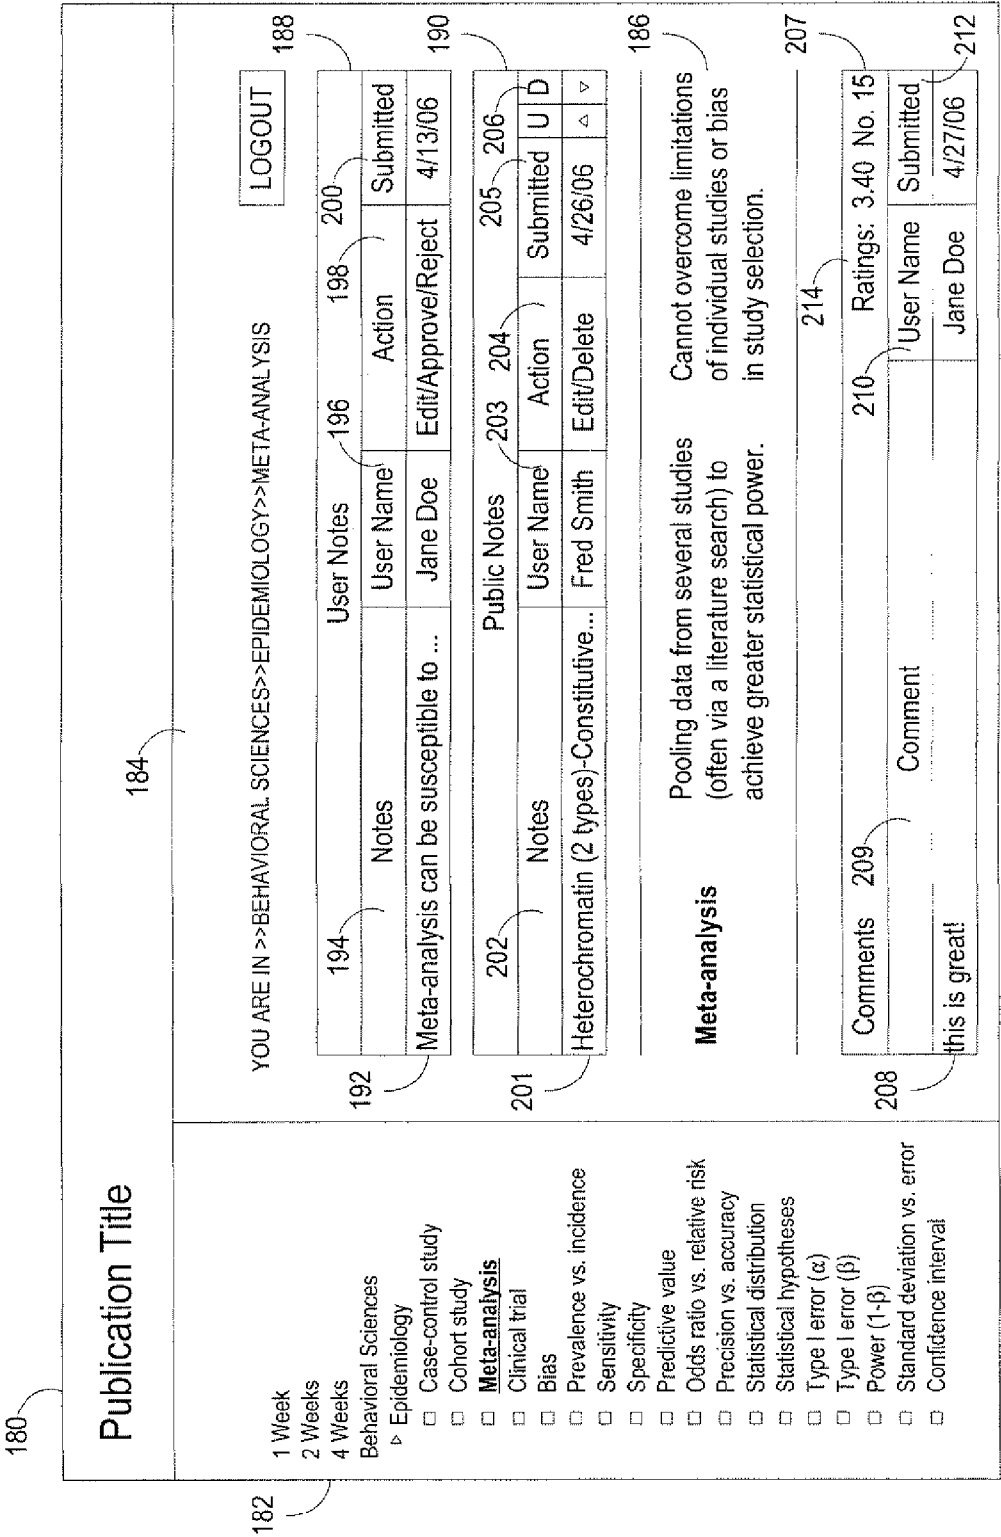 180
Publication Title
182
1 Week
2 Weeks
4 Weeks
Behavioral Sciences
▹ Epidemiology
□ Case-control study
□ Cohort study
□ Meta-analysis
□ Clinical trial
□ Bias
□ Prevalence vs. incidence
□ Sensitivity
□ Specificity
□ Predictive value
□ Odds ratio vs. relative risk
□ Precision vs. accuracy
□ Statistical distribution
□ Statistical hypotheses
□ Type I error (α)
□ Type I error (β)
□ Power (1-β)
□ Standard deviation vs. error
□ Confidence interval
184
YOU ARE IN >>BEHAVIORAL SCIENCES>>EPIDEMIOLOGY>>META-ANALYSIS
LOGOUT
188
192
194
User Notes
196
198
200
Notes
User Name
Action
Submitted
Meta-analysis can be susceptible to ...
Jane Doe
Edit/Approve/Reject
4/13/06
190
201
202
Public Notes
203
204
205
206
Notes
User Name
Action
Submitted
U
D
Heterochromatin (2 types)-Constitutive...
Fred Smith
Edit/Delete
4/26/06
△
▽
186
Meta-analysis
Pooling data from several studies
(often via a literature search) to
achieve greater statistical power.
Cannot overcome limitations
of individual studies or bias
in study selection.
207
214
Comments
209
210
Ratings: 3.40 No. 15
Comment
User Name
Submitted
212
208
this is great!
Jane Doe
4/27/06